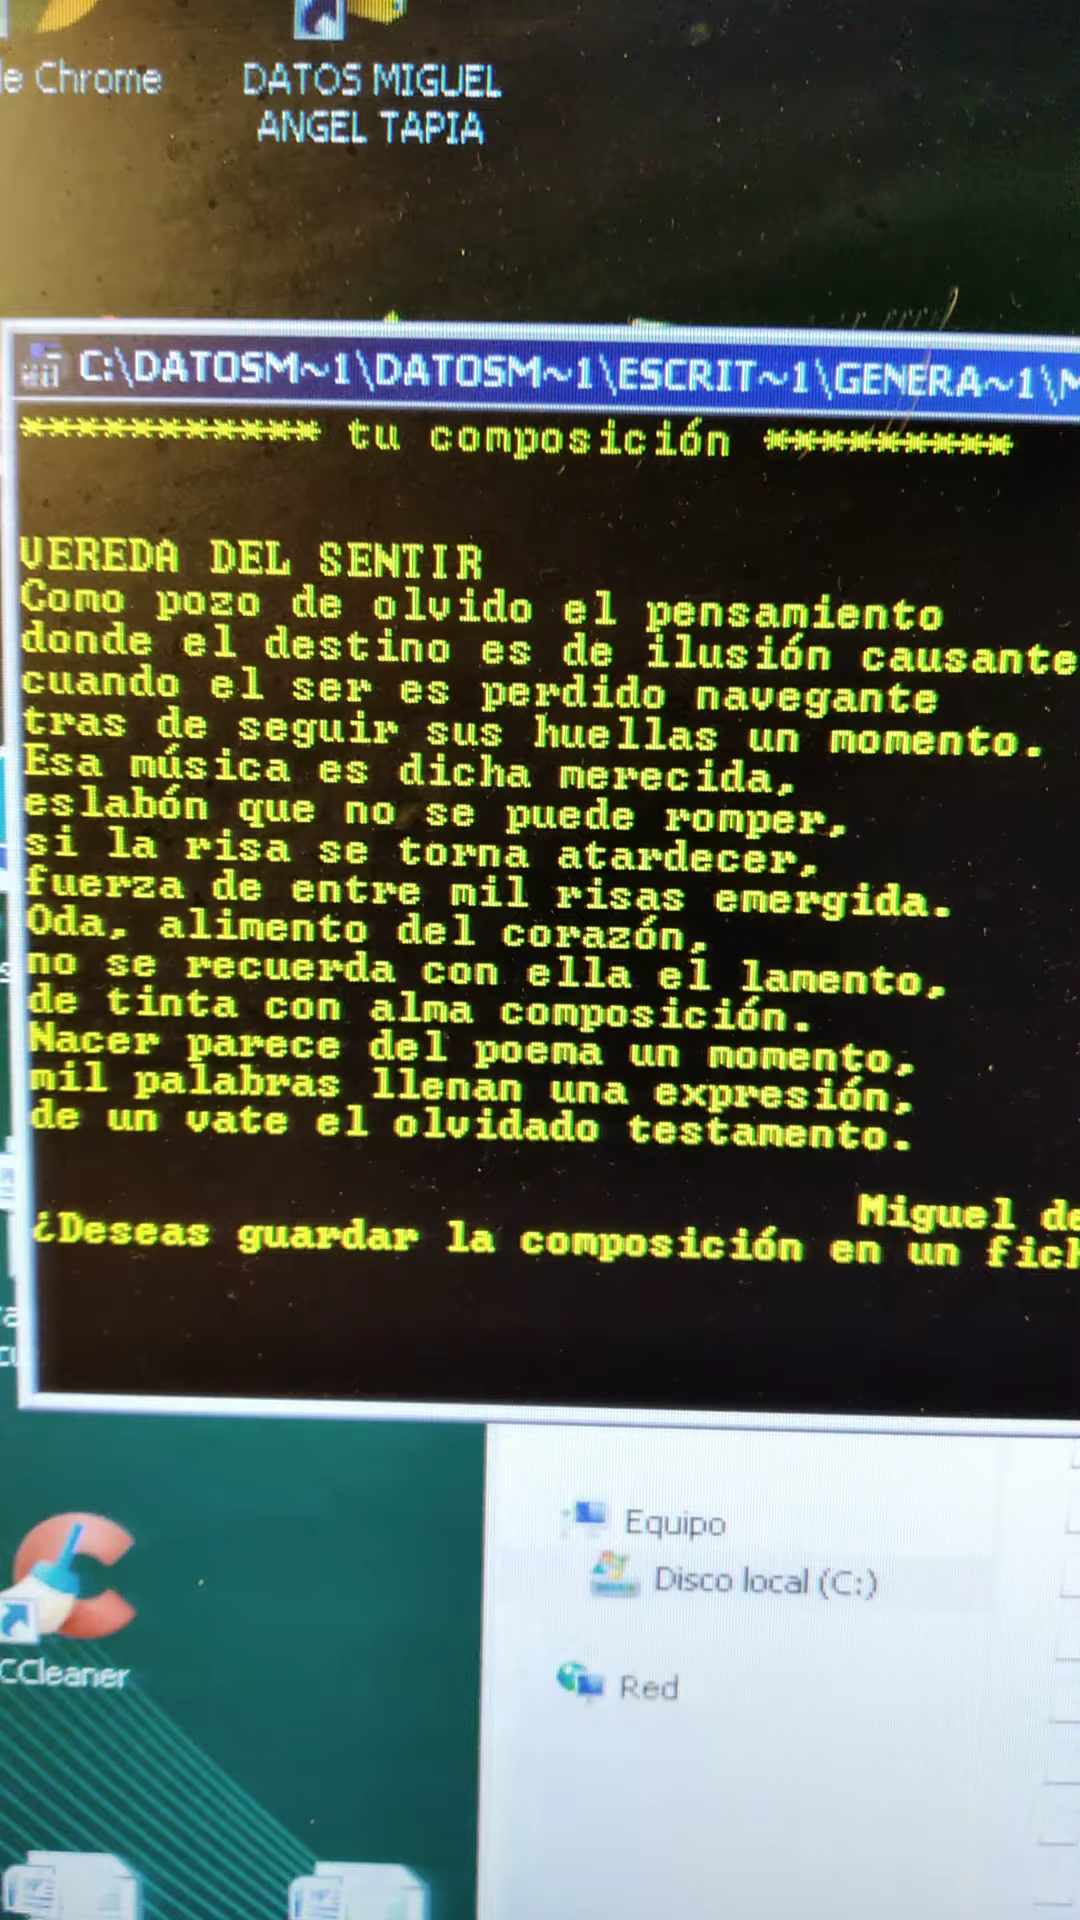 le Chrome
DATOS MIGUEL
ANGEL TAPIA
C:\DATOSM~1\DATOSM~1\ESCRIT~1\GENERA~1\M
*********** tu composición *********
VEREDA DEL SENTIR
Como pozo de olvido el pensamiento
donde el destino es de ilusión causante
cuando el ser es perdido navegante
tras de seguir sus huellas un momento.
Esa música es dicha merecida,
eslabón que no se puede romper,
si la risa se torna atardecer,
fuerza de entre mil risas emergida.
Oda, alimento del corazón,
no se recuerda con ella el lamento,
de tinta con alma composición.
Nacer parece del poema un momento,
mil palabras llenan una expresión,
de un vate el olvidado testamento.
Miguel de
¿Deseas guardar la composición en un fich
Equipo
Disco local (C:)
Red
CCleaner